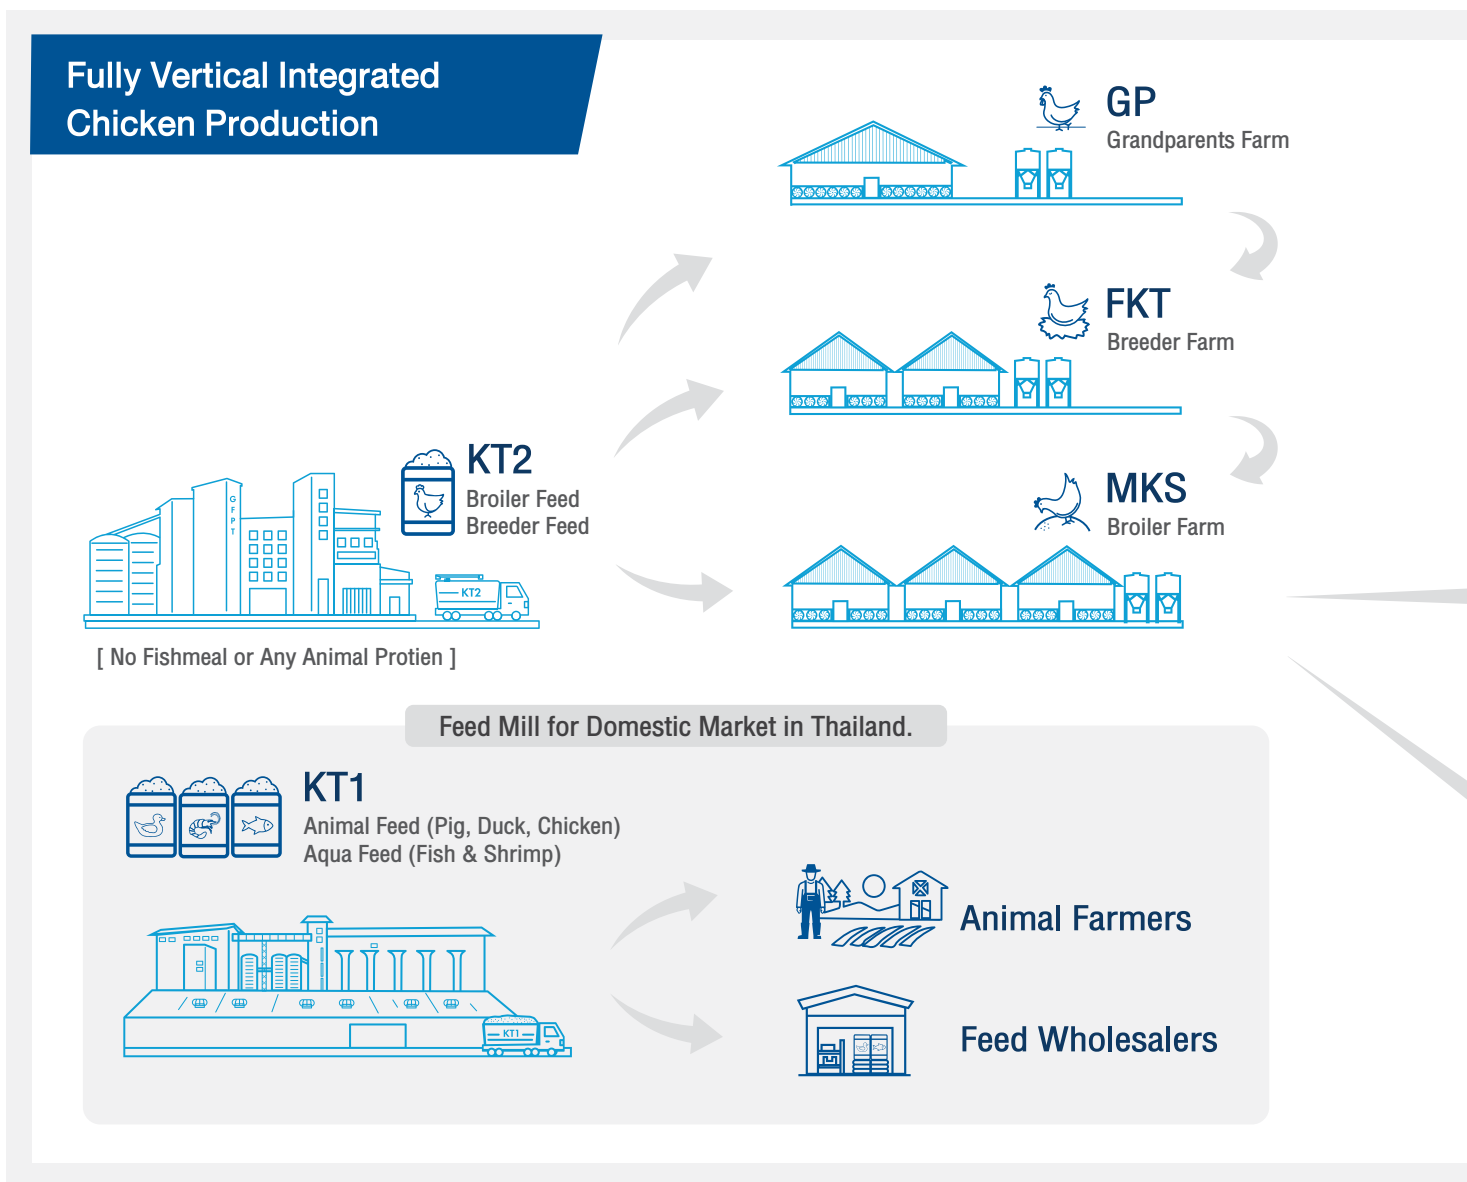 Fully Vertical Integrated
Chicken Production
GP
Grandparents Farm
FKT
Breeder Farm
KT2
Broiler Feed
Breeder Feed
MKS
Broiler Farm
GFPT
KT2
[ No Fishmeal or Any Animal Protien ]
Feed Mill for Domestic Market in Thailand.
KT1
Animal Feed (Pig, Duck, Chicken)
Aqua Feed (Fish & Shrimp)
Animal Farmers
KT1
Feed Wholesalers